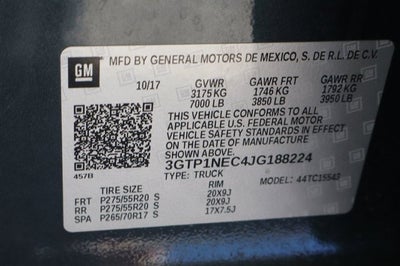 GM
MFD BY GENERAL MOTORS DE MEXICO, S. DE R.L. DE C.V.
10/17 GVWR GAWR FRT GAWR RR
3175 KG 1746 KG 1792 KG
7000 LB 3850 LB 3950 LB
THIS VEHICLE CONFORMS TO ALL
APPLICABLE U.S. FEDERAL MOTOR
VEHICLE SAFETY STANDARDS IN EFFECT
ON THE DATE OF MANUFACTURE
SHOWN ABOVE.
3GTP1NEC4JG188224
457B TYPE: TRUCK MODEL: 44TC15543
TIRE SIZE RIM
FRT P275/55R20 S 20X9J
RR P275/55R20 S 20X9J
SPA P265/70R17 S 17X7.5J